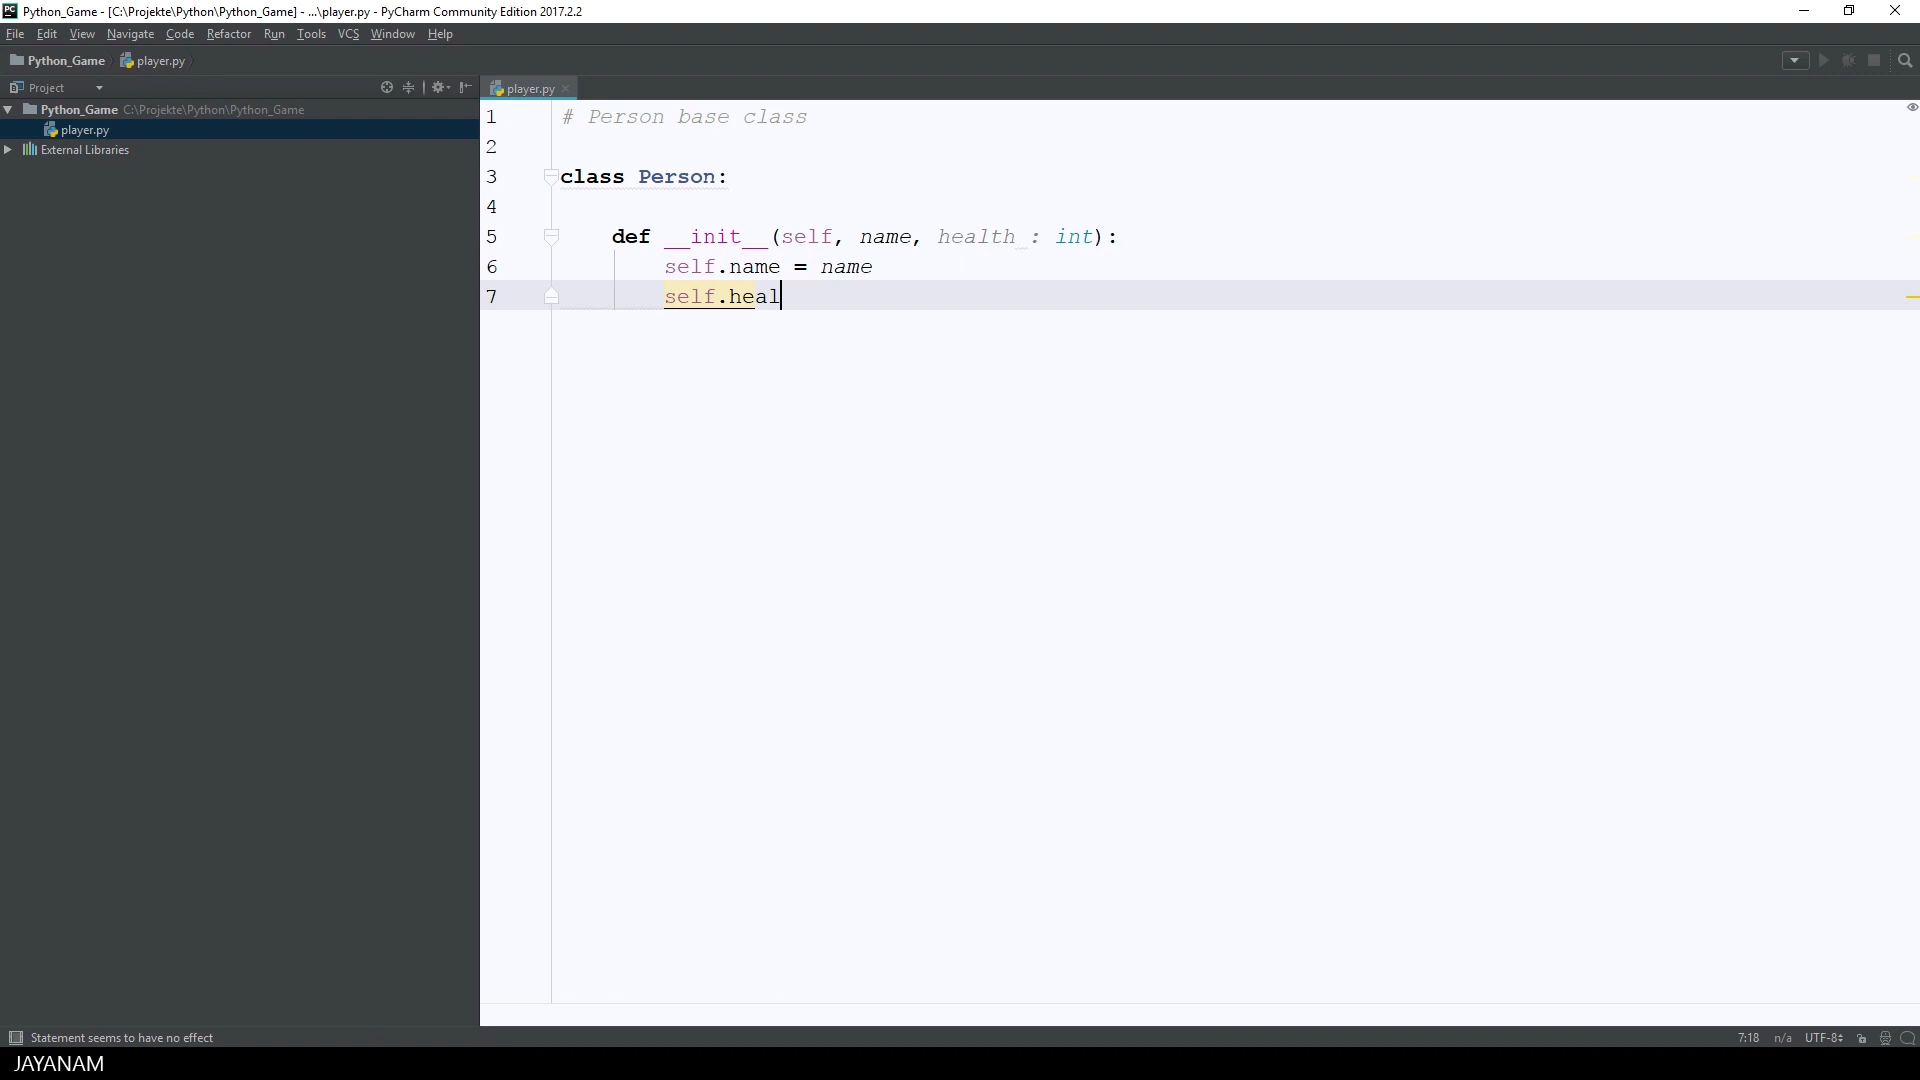 Python_Game - [C:\Projekte\Python\Python_Game] - ...\player.py - PyCharm Community Edition 2017.2.2
File Edit View Navigate Code Refactor Run Tools VCS Window Help
Python_Game player.py
Project
player.py
Python_Game C:\Projekte\Python\Python_Game
player.py
External Libraries
1 # Person base class
2
3 class Person:
4
5 def __init__(self, name, health : int):
6 self.name = name
7 self.heal
Statement seems to have no effect
7:18 n/a UTF-8
JAYANAM